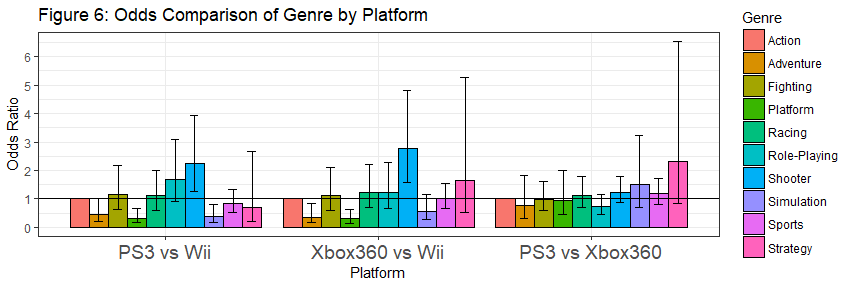 Figure 6: Odds Comparison of Genre by Platform
Odds Ratio
6
5
4
3
2
1
0
PS3 vs Wii
Xbox360 vs Wii
PS3 vs Xbox360
Platform
Genre
Action
Adventure
Fighting
Platform
Racing
Role-Playing
Shooter
Simulation
Sports
Strategy